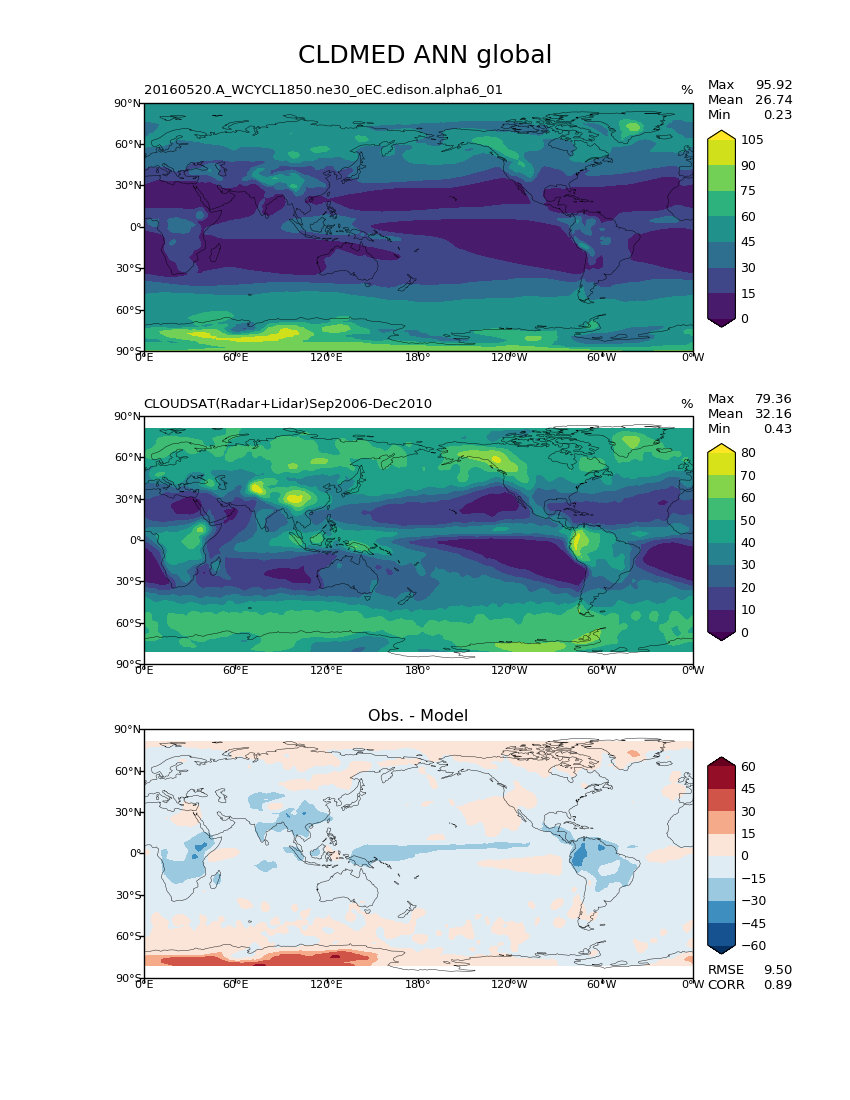 CLDMED ANN global
20160520.A_WCYCL1850.ne30_oEC.edison.alpha6_01 %
Max 95.92
Mean 26.74
Min 0.23
90°N
60°N
30°N
0°
30°S
60°S
90°S
0°E 60°E 120°E 180° 120°W 60°W 0°W
105
90
75
60
45
30
15
0
CLOUDSAT(Radar+Lidar)Sep2006-Dec2010 %
Max 79.36
Mean 32.16
Min 0.43
90°N
60°N
30°N
0°
30°S
60°S
90°S
0°E 60°E 120°E 180° 120°W 60°W 0°W
80
70
60
50
40
30
20
10
0
Obs. - Model
90°N
60°N
30°N
0°
30°S
60°S
90°S
0°E 60°E 120°E 180° 120°W 60°W 0°W
60
45
30
15
0
−15
−30
−45
−60
RMSE 9.50
CORR 0.89